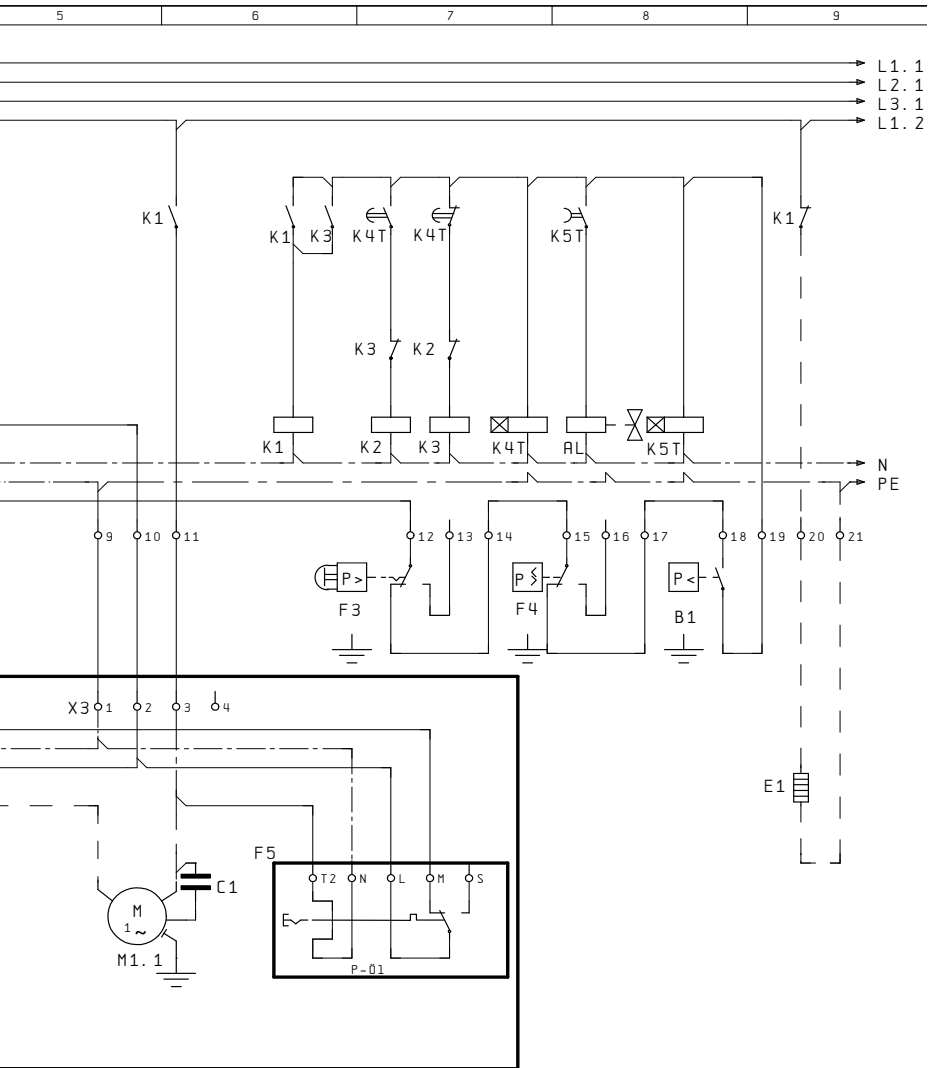 5 6 7 8 9
L1.1
L2.1
L3.1
L1.2
K1 K1 K3 K4T K4T K5T K1
K3 K2
K1 K2 K3 K4T AL K5T
N
PE
9 10 11 12 13 14 15 16 17 18 19 20 21
P> P P<
F3 F4 B1
X3 1 2 3 4
E1
F5
T2 N L M S
C1
M
1~
M1.1
P-Öl